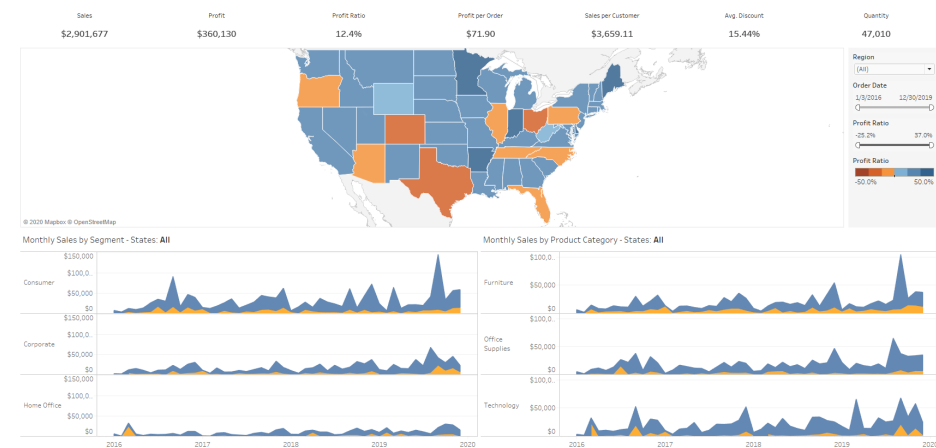 Sales Profit Profit Ratio Profit per Order Sales per Customer Avg. Discount Quantity
$2,901,677 $360,130 12.4% $71.90 $3,659.11 15.44% 47,010
Region
(All)
Order Date
1/3/2016 12/30/2019
Profit Ratio
-25.2% 37.0%
Profit Ratio
-50.0% 50.0%
© 2020 Mapbox © OpenStreetMap
Monthly Sales by Segment - States: All
$150,000
$100,0..
Consumer
$50,000
$0
$150,000
$100,0..
Corporate
$50,000
$0
$150,000
$100,0..
Home Office
$50,000
$0
2016 2017 2018 2019 2020
Monthly Sales by Product Category - States: All
$100,0..
Furniture
$50,000
$0
$100,0..
Office
Supplies
$50,000
$0
$100,0..
Technology
$50,000
$0
2016 2017 2018 2019 2020